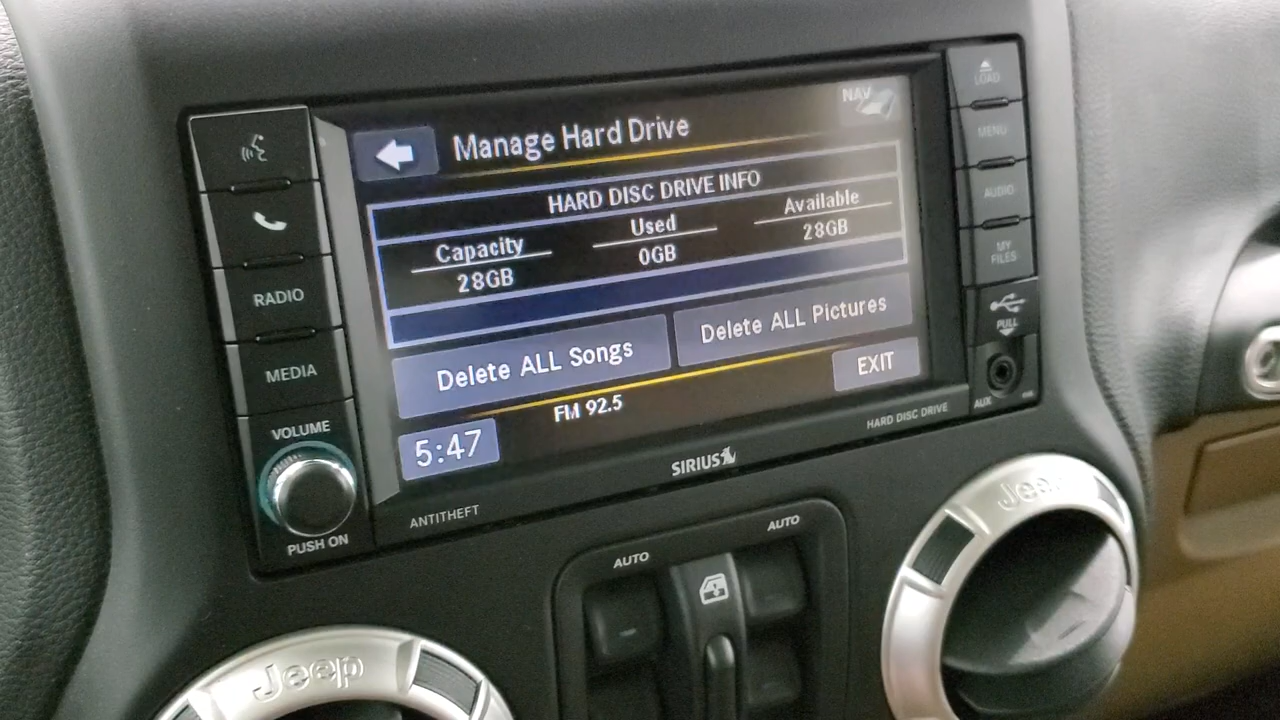 NAV
Manage Hard Drive
HARD DISC DRIVE INFO
Capacity Used Available
28GB 0GB 28GB
Delete ALL Songs Delete ALL Pictures
EXIT
FM 92.5
5:47
RADIO
MEDIA
VOLUME
PUSH ON
LOAD
MENU
AUDIO
MY
FILES
PULL
AUX
HARD DISC DRIVE
SIRIUS
ANTITHEFT
AUTO AUTO
Jeep
Jeep